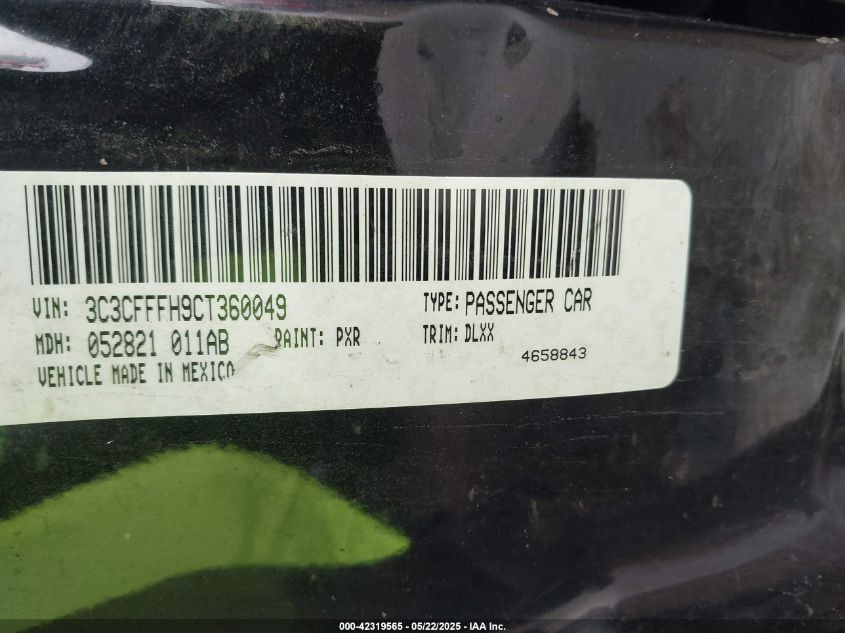 VIN: 3C3CFFFH9CT360049 TYPE: PASSENGER CAR
MDH: 052821 011AB PAINT: PXR TRIM: DLXX
VEHICLE MADE IN MEXICO 4658843
000-42319565 - 05/22/2025 - IAA Inc.